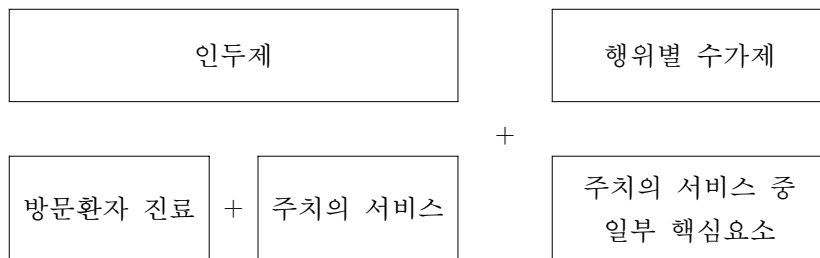 인두제
행위별 수가제
+
방문환자 진료 + 주치의 서비스
주치의 서비스 중
일부 핵심요소